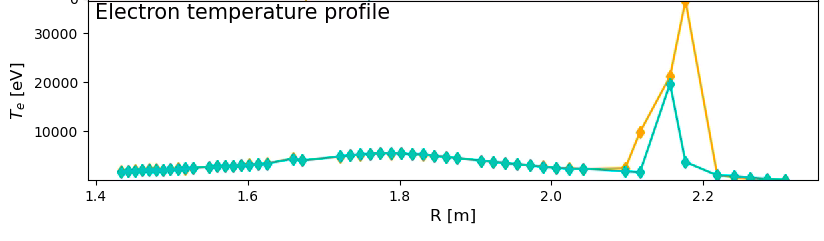 Electron temperature profile
30000
20000
10000
T_e [eV]
1.4 1.6 1.8 2.0 2.2
R [m]